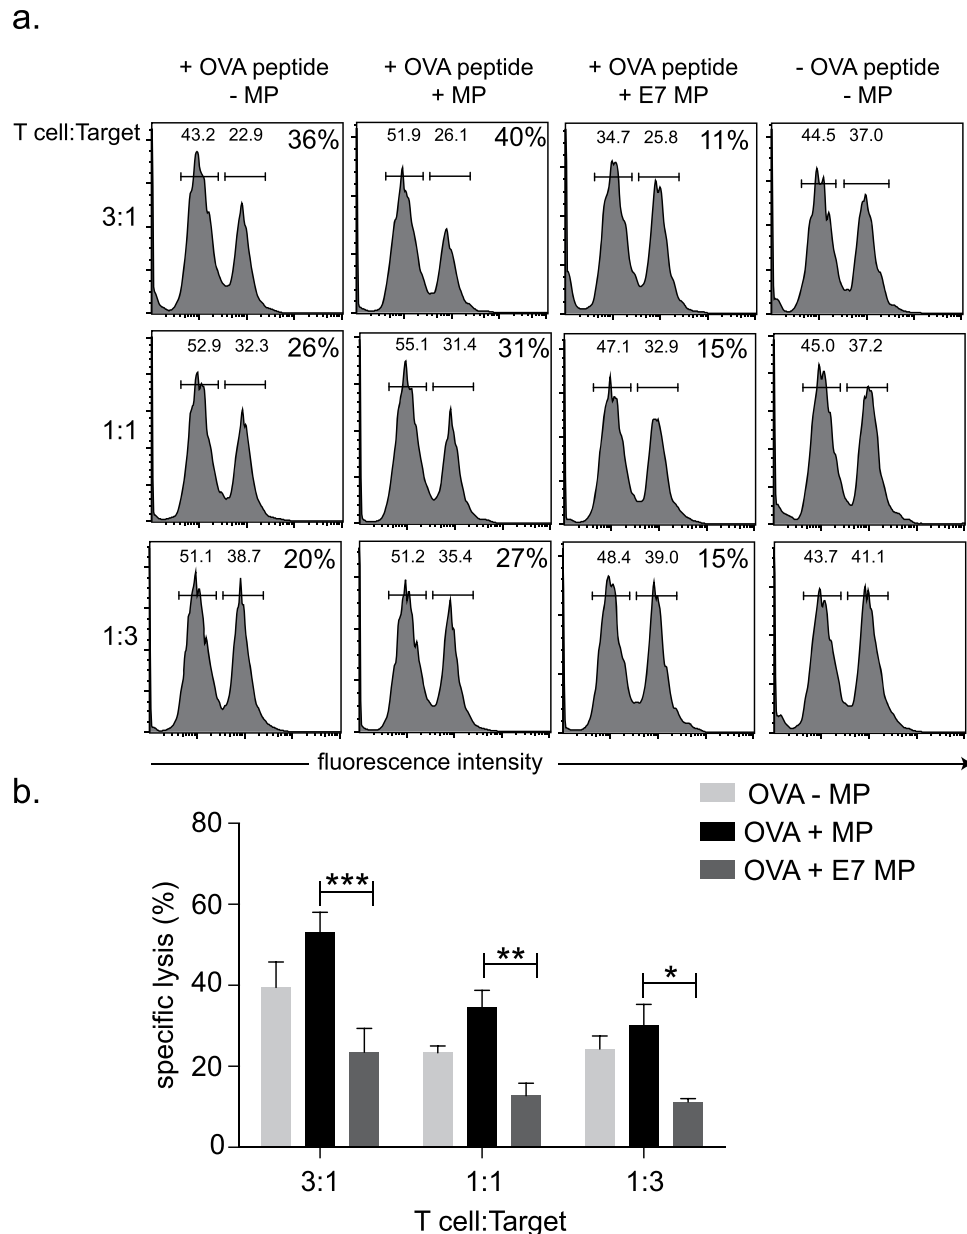 a.
+ OVA peptide + OVA peptide + OVA peptide - OVA peptide
- MP + MP + E7 MP - MP
T cell:Target 43.2 22.9 36% 51.9 26.1 40% 34.7 25.8 11% 44.5 37.0
3:1
52.9 32.3 26% 55.1 31.4 31% 47.1 32.9 15% 45.0 37.2
1:1
51.1 38.7 20% 51.2 35.4 27% 48.4 39.0 15% 43.7 41.1
1:3
fluorescence intensity
b.
OVA - MP
OVA + MP
OVA + E7 MP
80
60
40
20
0
specific lysis (%)
***
**
*
3:1 1:1 1:3
T cell:Target